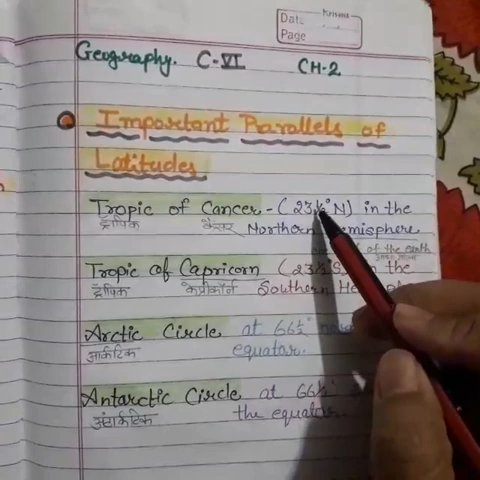 Krishna
Date
Page
Geography. C-VI CH-2
Important Parallels of
Latitudes
Tropic of Cancer - (23½° N) in the
ट्रॉपिक कैंसर Northern Hemisphere
of the earth
Tropic of Capricorn (23½° S) the
ट्रॉपिक केप्रीकॉर्न Southern
Arctic Circle at 66½°
आर्कटिक equator.
Antarctic Circle at 66½°
अंटार्कटिक the equator.